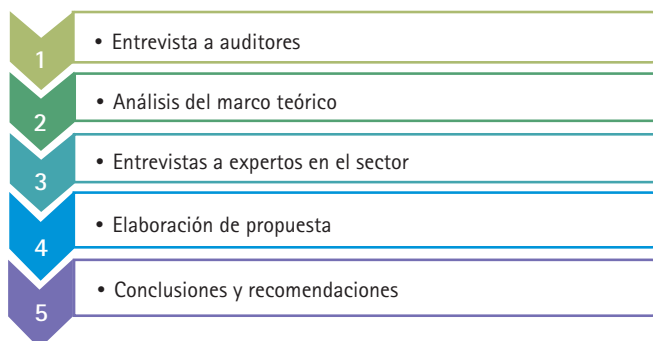 1
• Entrevista a auditores
2
• Análisis del marco teórico
3
• Entrevistas a expertos en el sector
4
• Elaboración de propuesta
5
• Conclusiones y recomendaciones